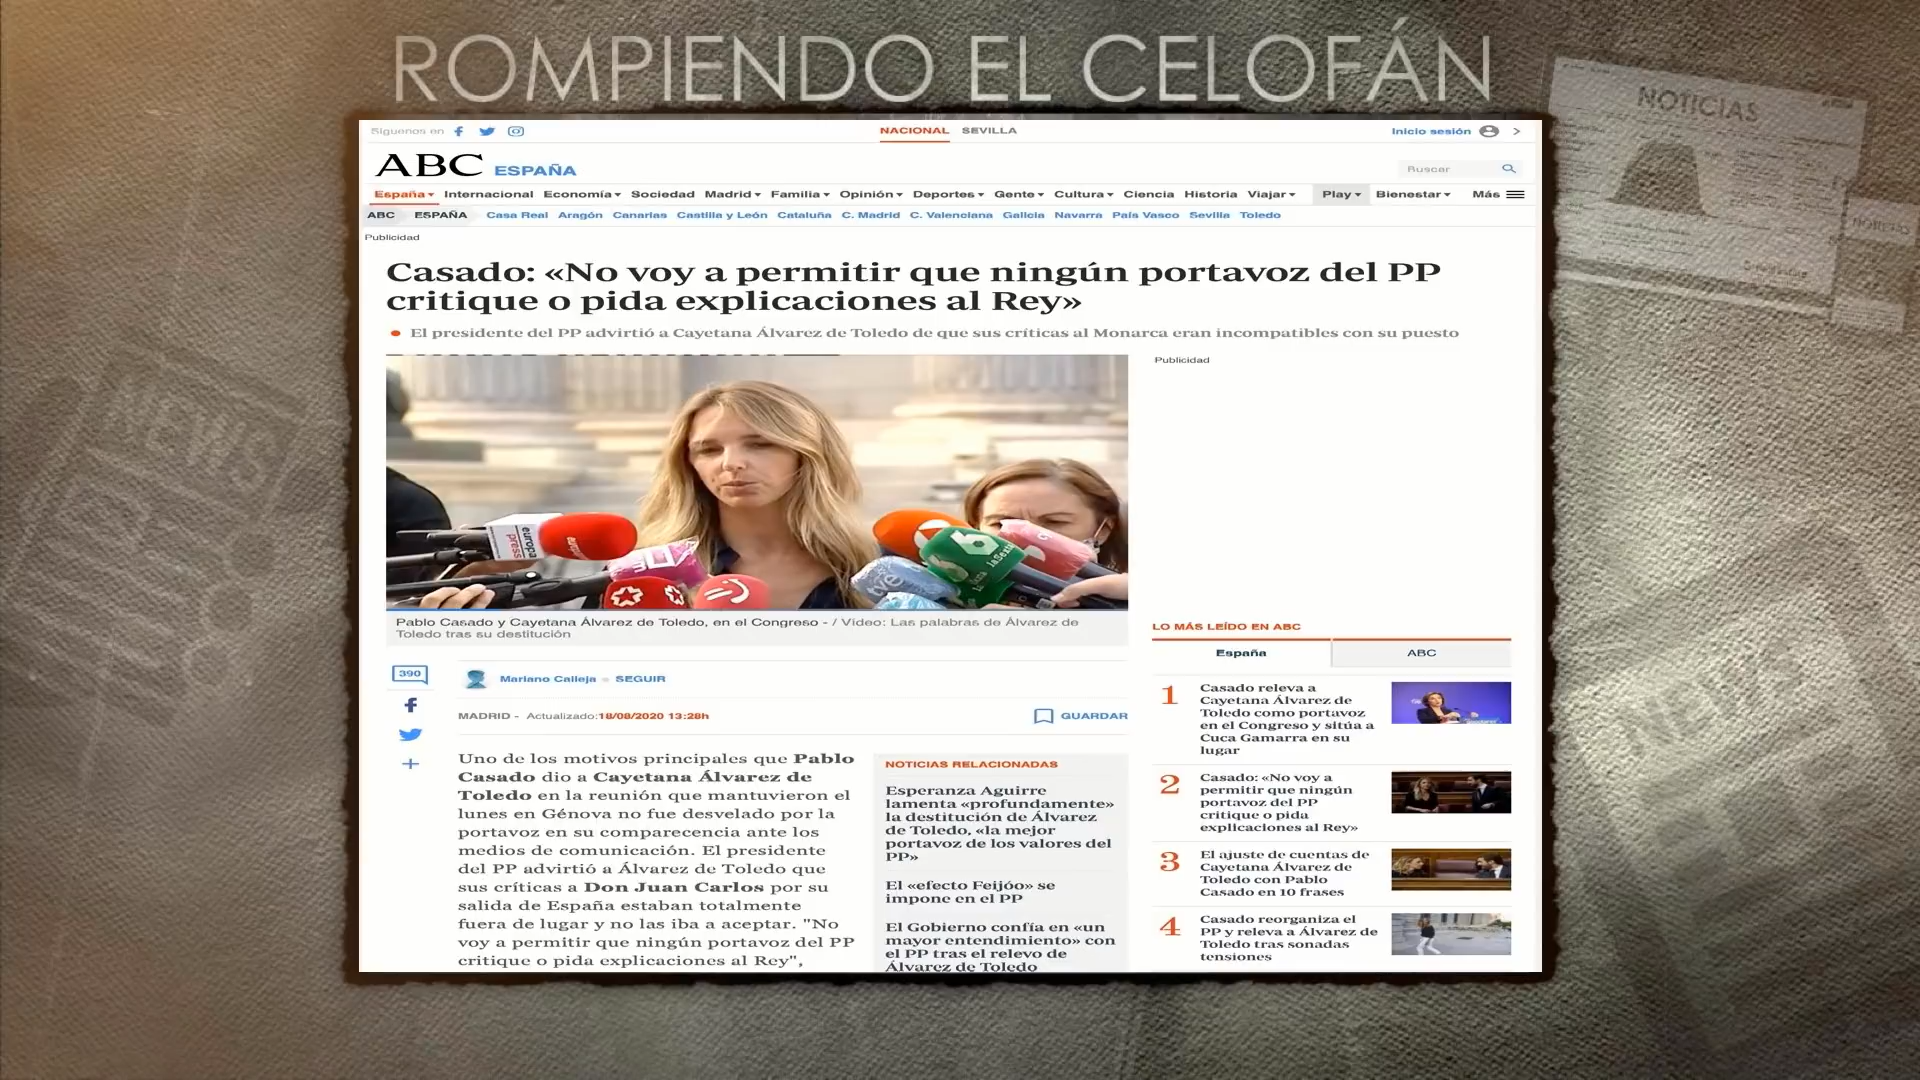 ROMPIENDO EL CELOFÁN
NOTICIAS
NEWS
Síguenos en
NACIONAL SEVILLA
Inicio sesión
ABC ESPAÑA
Buscar
España Internacional Economía Sociedad Madrid Familia Opinión Deportes Gente Cultura Ciencia Historia Viajar Play Bienestar Más
ABC ESPAÑA Casa Real Aragón Canarias Castilla y León Cataluña C. Madrid C. Valenciana Galicia Navarra País Vasco Sevilla Toledo
Publicidad
Casado: «No voy a permitir que ningún portavoz del PP
critique o pida explicaciones al Rey»
El presidente del PP advirtió a Cayetana Álvarez de Toledo de que sus críticas al Monarca eran incompatibles con su puesto
Publicidad
europa
press
laSexta
tve
Pablo Casado y Cayetana Álvarez de Toledo, en el Congreso - / Vídeo: Las palabras de Álvarez de
Toledo tras su destitución
390
Mariano Calleja SEGUIR
MADRID - Actualizado:18/08/2020 13:28h
GUARDAR
Uno de los motivos principales que Pablo
Casado dio a Cayetana Álvarez de
Toledo en la reunión que mantuvieron el
lunes en Génova no fue desvelado por la
portavoz en su comparecencia ante los
medios de comunicación. El presidente
del PP advirtió a Álvarez de Toledo que
sus críticas a Don Juan Carlos por su
salida de España estaban totalmente
fuera de lugar y no las iba a aceptar. "No
voy a permitir que ningún portavoz del PP
critique o pida explicaciones al Rey",
NOTICIAS RELACIONADAS
Esperanza Aguirre
lamenta «profundamente»
la destitución de Álvarez
de Toledo, «la mejor
portavoz de los valores del
PP»
El «efecto Feijóo» se
impone en el PP
El Gobierno confía en «un
mayor entendimiento» con
el PP tras el relevo de
Álvarez de Toledo
LO MÁS LEÍDO EN ABC
España ABC
1
Casado releva a
Cayetana Álvarez de
Toledo como portavoz
en el Congreso y sitúa a
Cuca Gamarra en su
lugar
2
Casado: «No voy a
permitir que ningún
portavoz del PP
critique o pida
explicaciones al Rey»
3
El ajuste de cuentas de
Cayetana Álvarez de
Toledo con Pablo
Casado en 10 frases
4
Casado reorganiza el
PP y releva a Álvarez de
Toledo tras sonadas
tensiones